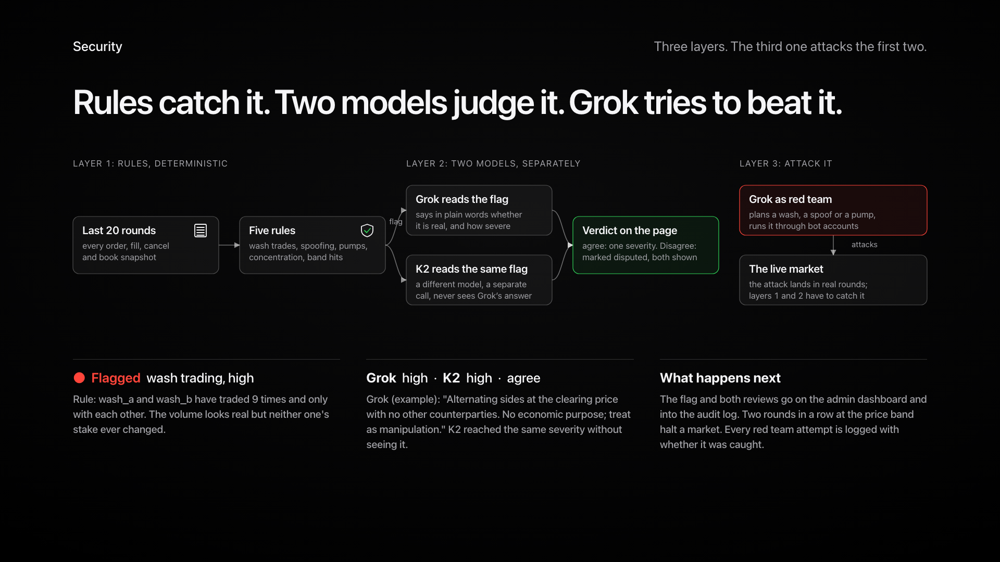 Security
Three layers. The third one attacks the first two.
Rules catch it. Two models judge it. Grok tries to beat it.
LAYER 1: RULES, DETERMINISTIC
Last 20 rounds
every order, fill, cancel
and book snapshot
Five rules
wash trades, spoofing, pumps,
concentration, band hits
flag
LAYER 2: TWO MODELS, SEPARATELY
Grok reads the flag
says in plain words whether
it is real, and how severe
K2 reads the same flag
a different model, a separate
call, never sees Grok’s answer
Verdict on the page
agree: one severity. Disagree:
marked disputed, both shown
LAYER 3: ATTACK IT
Grok as red team
plans a wash, a spoof or a pump,
runs it through bot accounts
attacks
The live market
the attack lands in real rounds;
layers 1 and 2 have to catch it
Flagged wash trading, high
Rule: wash_a and wash_b have traded 9 times and only
with each other. The volume looks real but neither one's
stake ever changed.
Grok high · K2 high · agree
Grok (example): "Alternating sides at the clearing price
with no other counterparties. No economic purpose; treat
as manipulation." K2 reached the same severity without
seeing it.
What happens next
The flag and both reviews go on the admin dashboard and
into the audit log. Two rounds in a row at the price band
halt a market. Every red team attempt is logged with
whether it was caught.